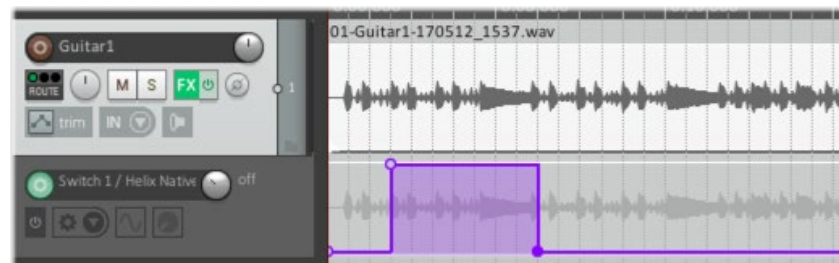 Guitar1
01-Guitar1-170512_1537.wav
ROUTE M S FX 1
trim IN
Switch 1 / Helix Native off